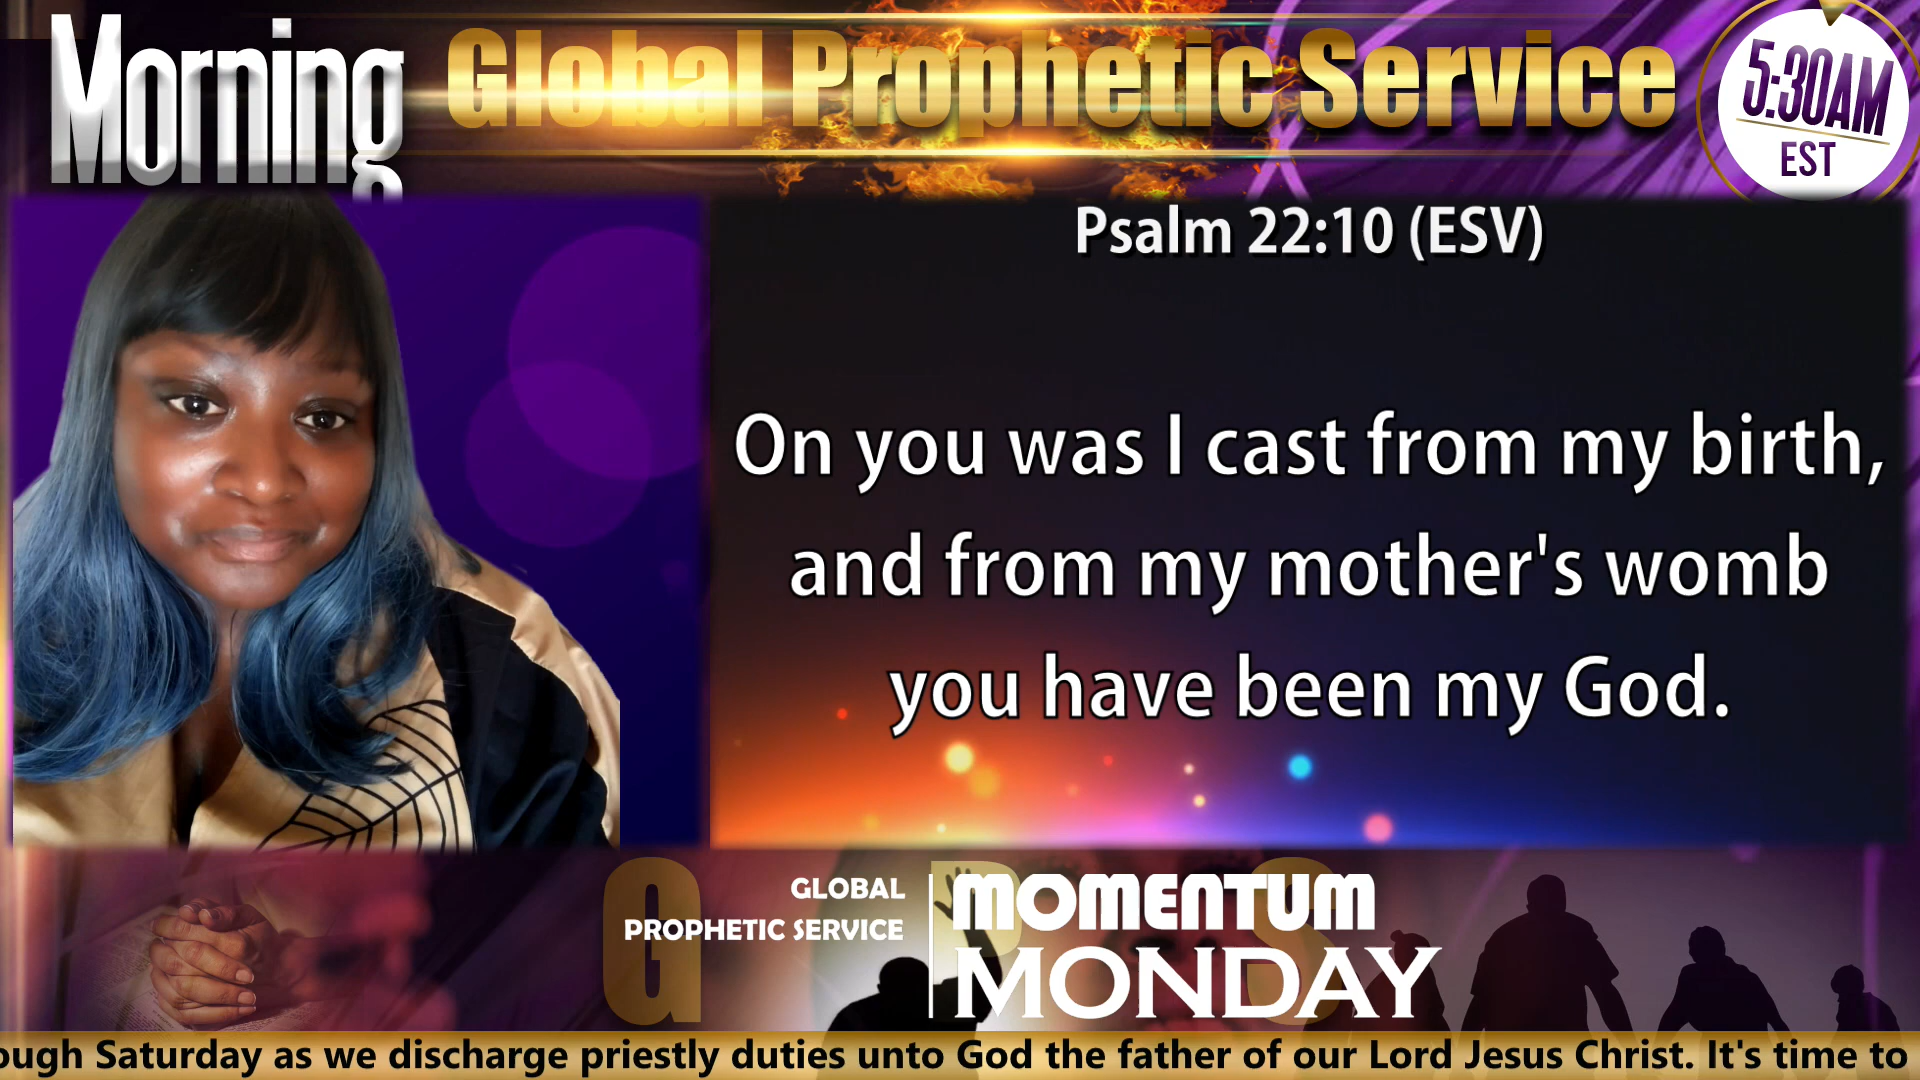 Morning
Global Prophetic Service
5:30AM
EST
Psalm 22:10 (ESV)
On you was I cast from my birth,
and from my mother's womb
you have been my God.
G P S
GLOBAL
PROPHETIC SERVICE
MOMENTUM
MONDAY
Saturday as we discharge priestly duties unto God the father of our Lord Jesus Christ. It's time to